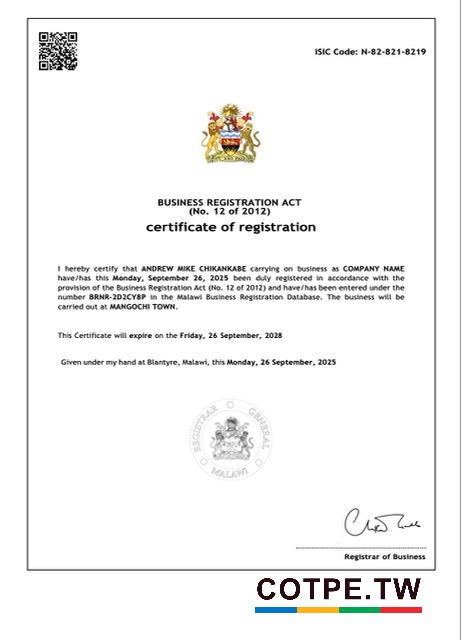 ISIC Code: N-82-821-8219
BUSINESS REGISTRATION ACT
(No. 12 of 2012)
certificate of registration
I hereby certify that ANDREW MIKE CHIKANKABE carrying on business as COMPANY NAME
have/has this Monday, September 26, 2025 been duly registered in accordance with the
provision of the Business Registration Act (No. 12 of 2012) and have/has been entered under the
number BRNR-2D2CY8P in the Malawi Business Registration Database. The business will be
carried out at MANGOCHI TOWN.
This Certificate will expire on the Friday, 26 September, 2028
Given under my hand at Blantyre, Malawi, this Monday, 26 September, 2025
REGISTRAR GENERAL
MALAWI
Registrar of Business
COTPE.TW